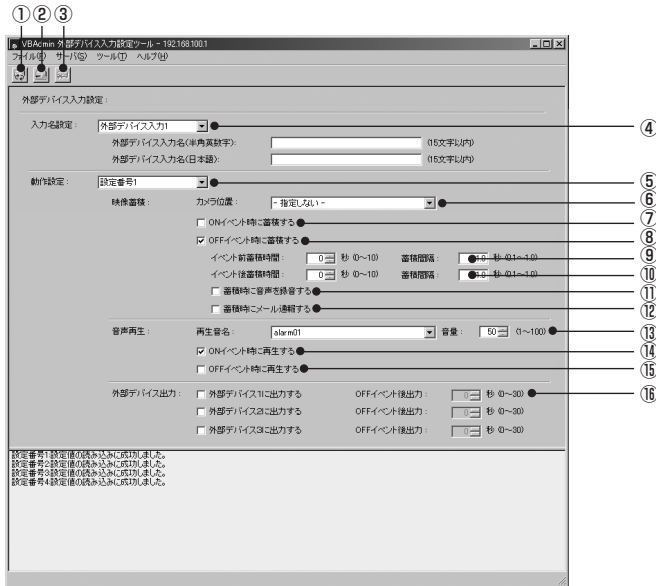 ① ② ③
VBAdmin 外部デバイス入力設定ツール - 192.168.100.1
ファイル(F) サーバ(S) ツール(T) ヘルプ(H)
外部デバイス入力設定：
入力名設定： 外部デバイス入力1 ④
外部デバイス入力名(半角英数字)： (15文字以内)
外部デバイス入力名(日本語)： (15文字以内)
動作設定： 設定番号1 ⑤
映像蓄積： カメラ位置： - 指定しない - ⑥
ONイベント時に蓄積する ⑦
OFFイベント時に蓄積する ⑧
イベント前蓄積時間： 0 秒 (0～10) 蓄積間隔： 1.0 秒 (0.1～1.0) ⑨
イベント後蓄積時間： 0 秒 (0～10) 蓄積間隔： 1.0 秒 (0.1～1.0) ⑩
蓄積時に音声を録音する ⑪
蓄積時にメール通報する ⑫
音声再生： 再生音名： alarm01 音量： 50 (1～100) ⑬
ONイベント時に再生する ⑭
OFFイベント時に再生する ⑮
外部デバイス出力： 外部デバイス1に出力する OFFイベント後出力： 0 秒 (0～30) ⑯
外部デバイス2に出力する OFFイベント後出力： 0 秒 (0～30)
外部デバイス3に出力する OFFイベント後出力： 0 秒 (0～30)
設定番号1:設定値の読み込みに成功しました。
設定番号2:設定値の読み込みに成功しました。
設定番号3:設定値の読み込みに成功しました。
設定番号4:設定値の読み込みに成功しました。